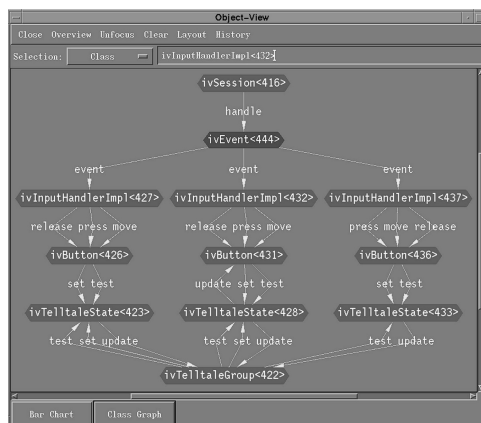 Object-View
Close Overview Unfocus Clear Layout History
Selection: Class ivInputHandlerImpl<432>
ivSession<416>
handle
ivEvent<444>
event event event
ivInputHandlerImpl<427> ivInputHandlerImpl<432> ivInputHandlerImpl<437>
release press move release press move press move release
ivButton<426> ivButton<431> ivButton<436>
set test update set test set test
ivTelltaleState<423> ivTelltaleState<428> ivTelltaleState<433>
test set update test set update test update
ivTelltaleGroup<422>
Bar Chart Class Graph